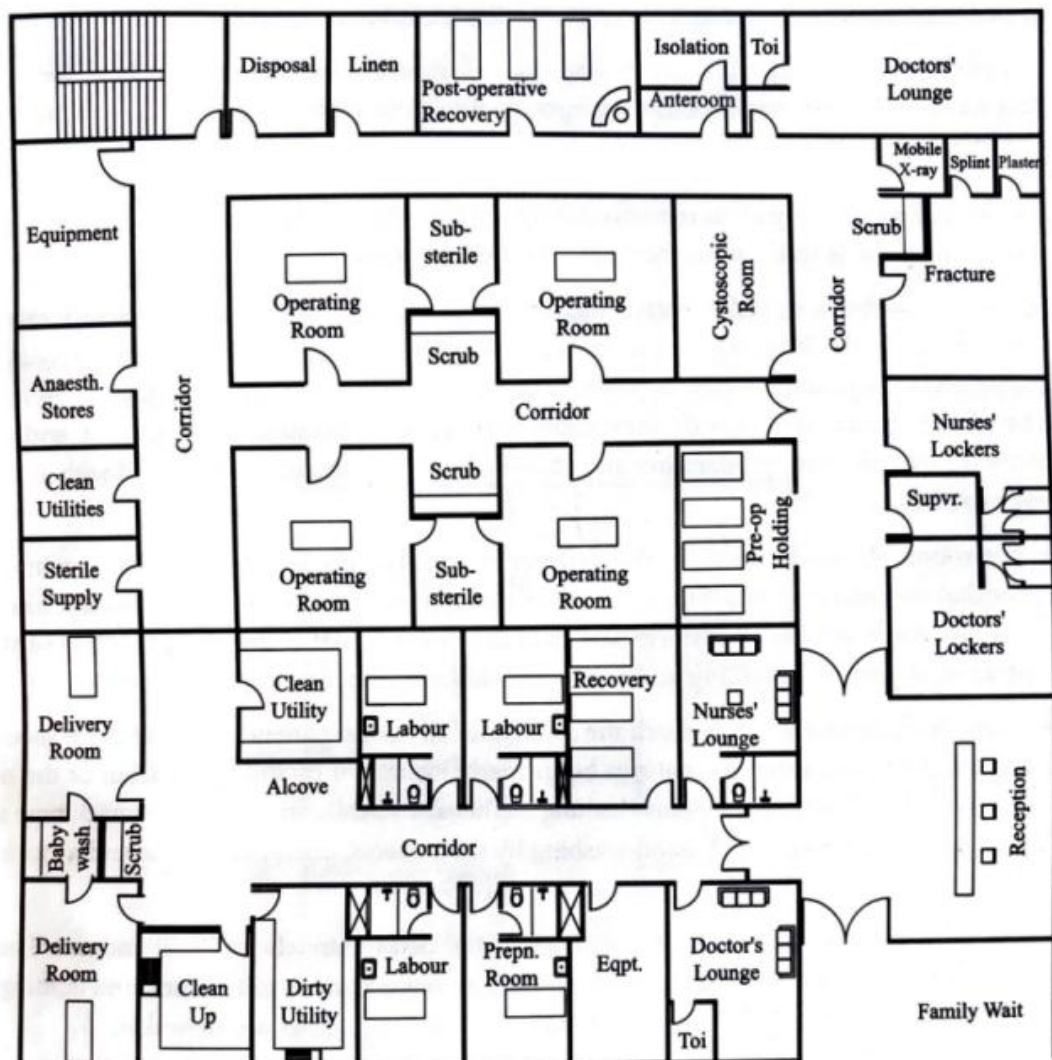 Disposal
Linen
Post-operative
Recovery
Isolation
Anteroom
Toi
Doctors'
Lounge
Mobile
X-ray
Splint
Plaster
Equipment
Operating
Room
Sub-
sterile
Operating
Room
Cystoscopic
Room
Corridor
Scrub
Fracture
Anaesth.
Stores
Corridor
Scrub
Corridor
Nurses'
Lockers
Clean
Utilities
Scrub
Pre-op
Holding
Supvr.
Sterile
Supply
Operating
Room
Sub-
sterile
Operating
Room
Doctors'
Lockers
Delivery
Room
Clean
Utility
Labour
Labour
Recovery
Nurses'
Lounge
Alcove
Reception
Baby
wash
Scrub
Corridor
Delivery
Room
Clean
Up
Dirty
Utility
Labour
Prepn.
Room
Eqpt.
Doctor's
Lounge
Toi
Family Wait